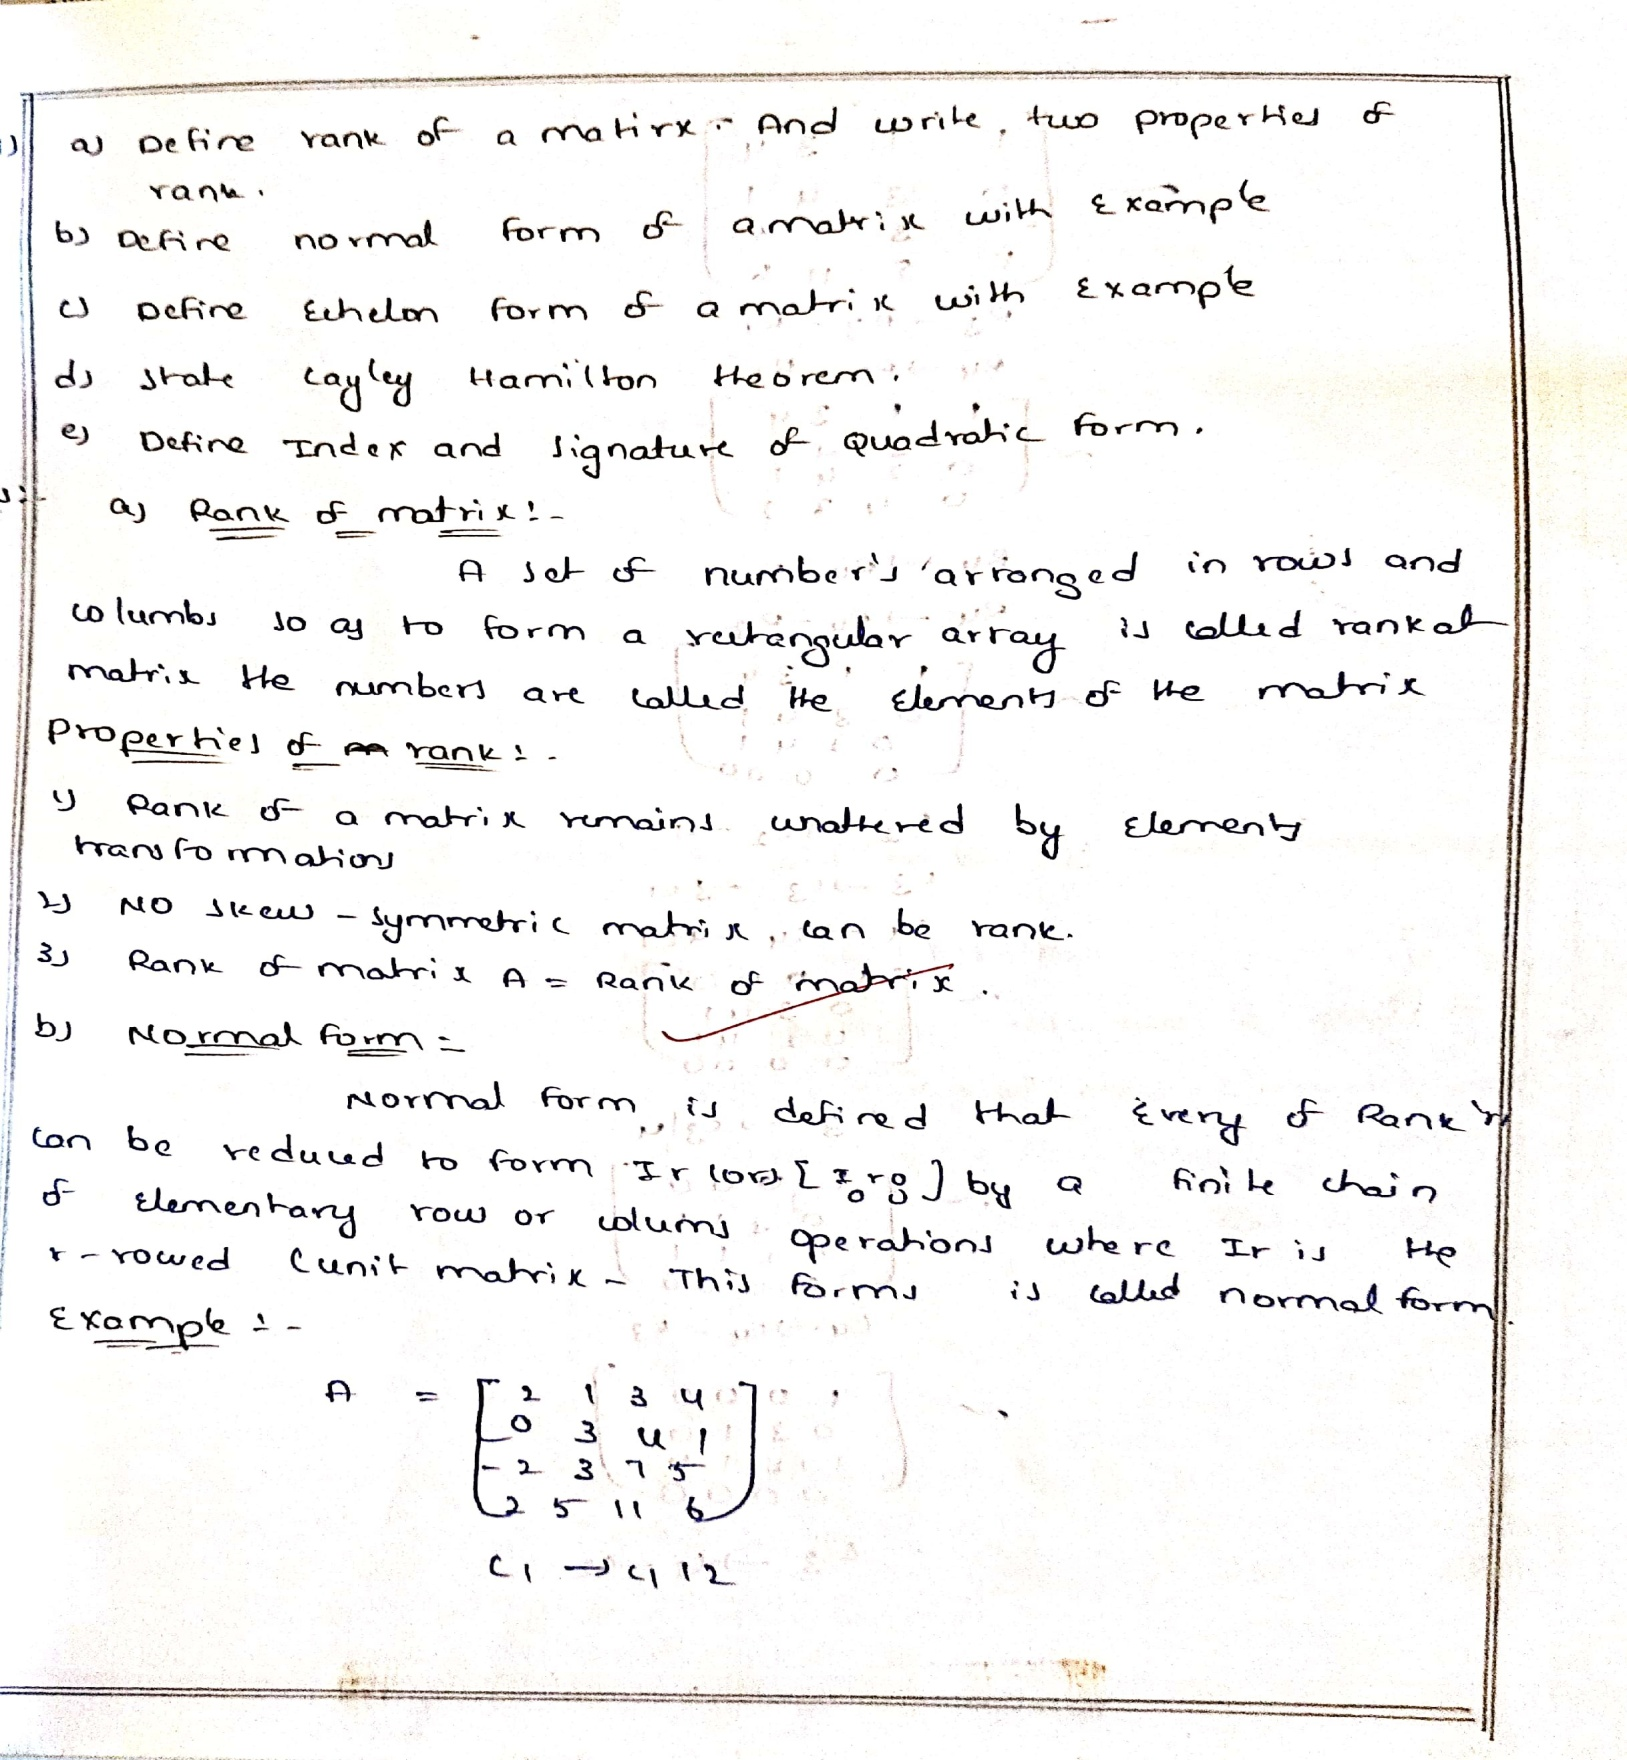 a) Define rank of a matirx. And write, two properties of
rank.
b) Define normal form of a matrix with Example
c) Define Echelon form of a matrix with Example
d) State Cayley Hamilton theorem.
e) Define Index and signature of Quadratic form.
a) Rank of matrix:-
A set of number's arranged in rows and
columbs so as to form a rectangular array is called rank of
matrix the numbers are called the elements of the matrix
Properties of rank:-
1) Rank of a matrix remains unaltered by Elements
transformations
2) NO skew-symmetric matrix, can be rank.
3) Rank of matrix A = Rank of matrix.
b) Normal form =
Normal form is defined that Every of Rank 'r'
can be reduced to form Ir (or) [Ir 0
0 0] by a finite chain
of Elementary row or colums operations where Ir is the
r-rowed (unit matrix - This forms is called normal form.
Example:-
A = [2 1 3 4
0 3 4 1
-2 3 7 5
2 5 11 6]
C1 → C1 12